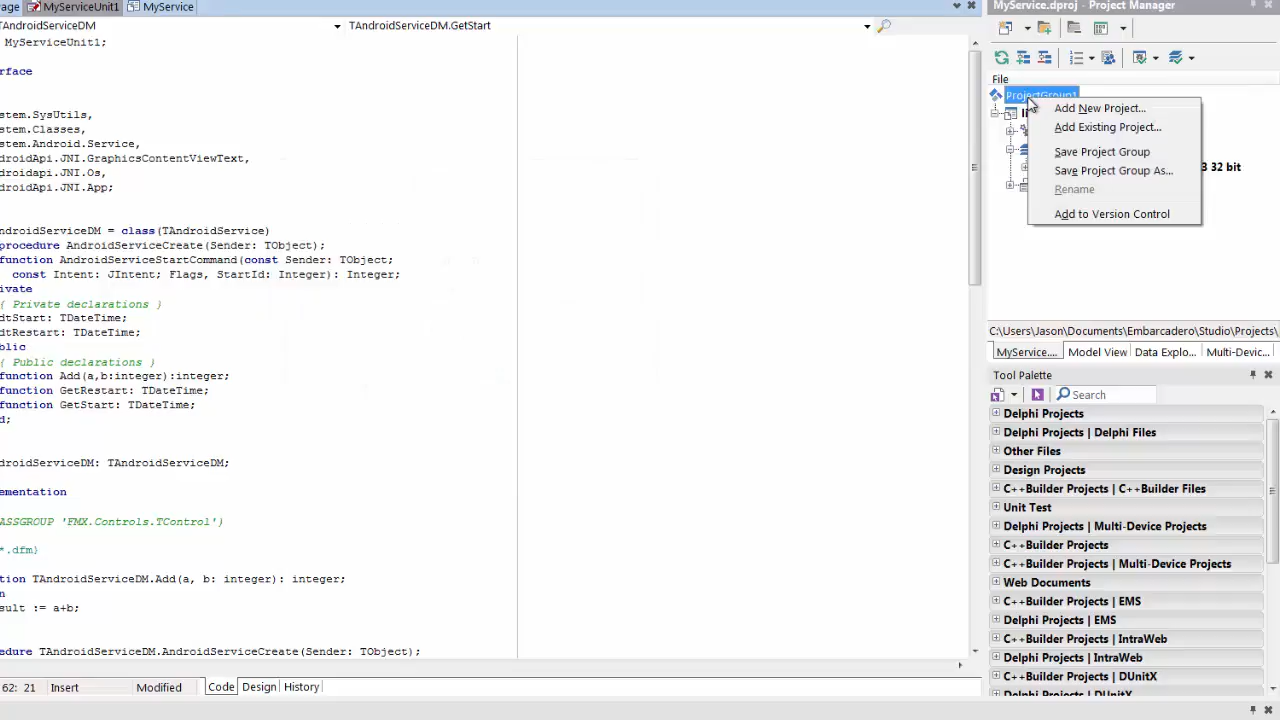 age
MyServiceUnit1
MyService
MyService.dproj - Project Manager
TAndroidServiceDM
TAndroidServiceDM.GetStart
MyServiceUnit1;
rface
stem.SysUtils,
stem.Classes,
stem.Android.Service,
droidApi.JNI.GraphicsContentViewText,
droidApi.JNI.Os,
droidApi.JNI.App;
ndroidServiceDM = class(TAndroidService)
procedure AndroidServiceCreate(Sender: TObject);
function AndroidServiceStartCommand(const Sender: TObject;
const Intent: JIntent; Flags, StartId: Integer): Integer;
ivate
{ Private declarations }
dtStart: TDateTime;
dtRestart: TDateTime;
blic
{ Public declarations }
function Add(a,b:integer):integer;
function GetRestart: TDateTime;
function GetStart: TDateTime;
d;
droidServiceDM: TAndroidServiceDM;
ementation
ASSGROUP 'FMX.Controls.TControl'}
*.dfm}
tion TAndroidServiceDM.Add(a, b: integer): integer;
n
sult := a+b;
edure TAndroidServiceDM.AndroidServiceCreate(Sender: TObject);
62: 21
Insert
Modified
Code
Design
History
File
ProjectGroup1
Add New Project...
Add Existing Project...
Save Project Group
Save Project Group As...
Rename
Add to Version Control
3 32 bit
C:\Users\Jason\Documents\Embarcadero\Studio\Projects\
MyService....
Model View
Data Explo...
Multi-Devic...
Tool Palette
Search
Delphi Projects
Delphi Projects | Delphi Files
Other Files
Design Projects
C++Builder Projects | C++Builder Files
Unit Test
Delphi Projects | Multi-Device Projects
C++Builder Projects
C++Builder Projects | Multi-Device Projects
Web Documents
C++Builder Projects | EMS
Delphi Projects | EMS
C++Builder Projects | IntraWeb
Delphi Projects | IntraWeb
C++Builder Projects | DUnitX
Delphi Projects | DUnitX